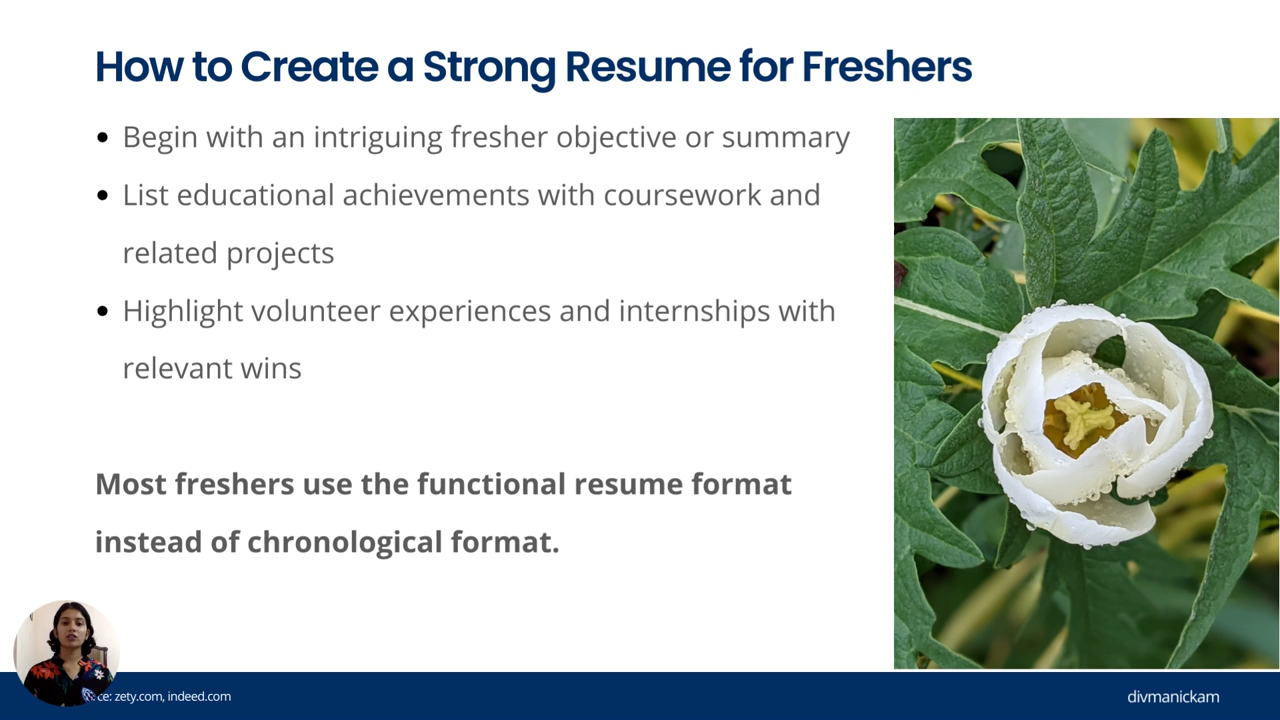 How to Create a Strong Resume for Freshers
Begin with an intriguing fresher objective or summary
List educational achievements with coursework and
related projects
Highlight volunteer experiences and internships with
relevant wins
Most freshers use the functional resume format
instead of chronological format.
zety.com, indeed.com
divmanickam